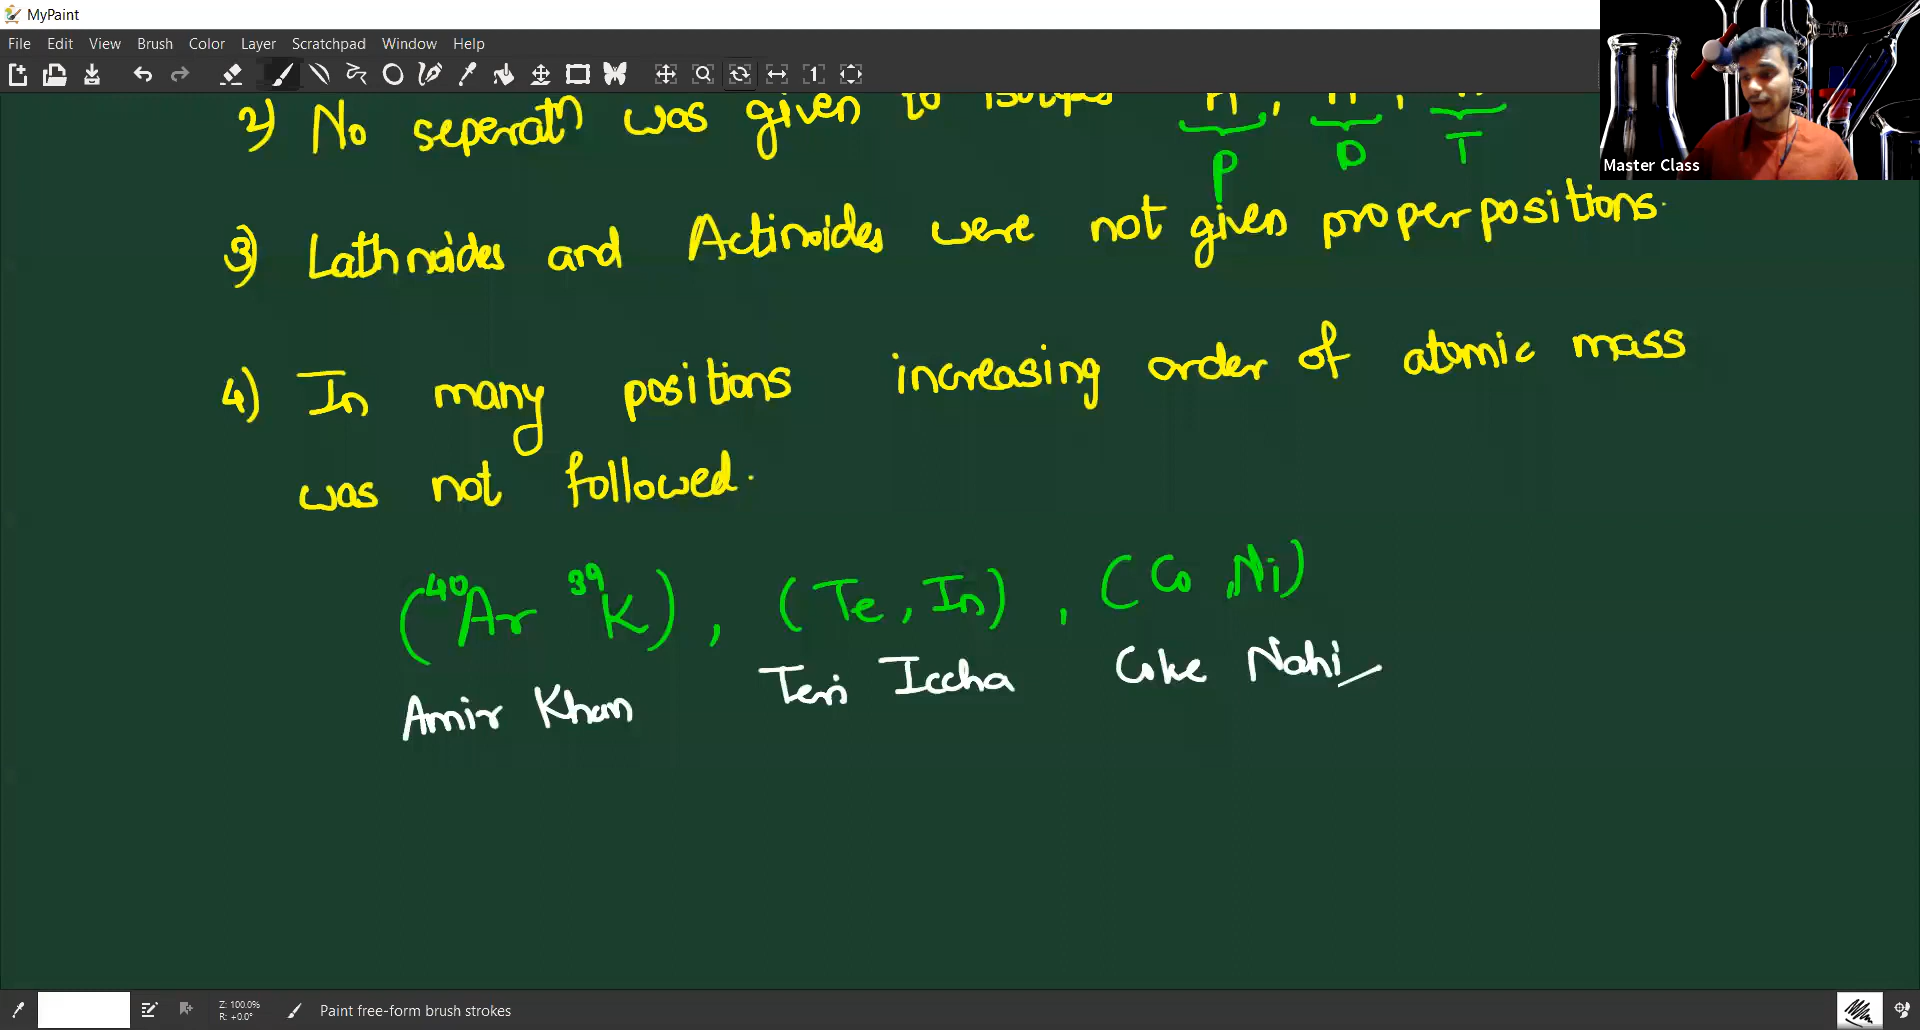 MyPaint
File Edit View Brush Color Layer Scratchpad Window Help
Master Class
2) No seperatⁿ was given to isotopes H, H, H
P D T
3) Lathnoides and Actinoides were not given proper positions.
4) In many positions increasing order of atomic mass
was not followed.
(⁴⁰Ar ³⁹K), (Te, In), (Co, Ni)
Amir Khan Teri Iccha Coke Nahi
Z: 100.0%
R: +0.0°
Paint free-form brush strokes